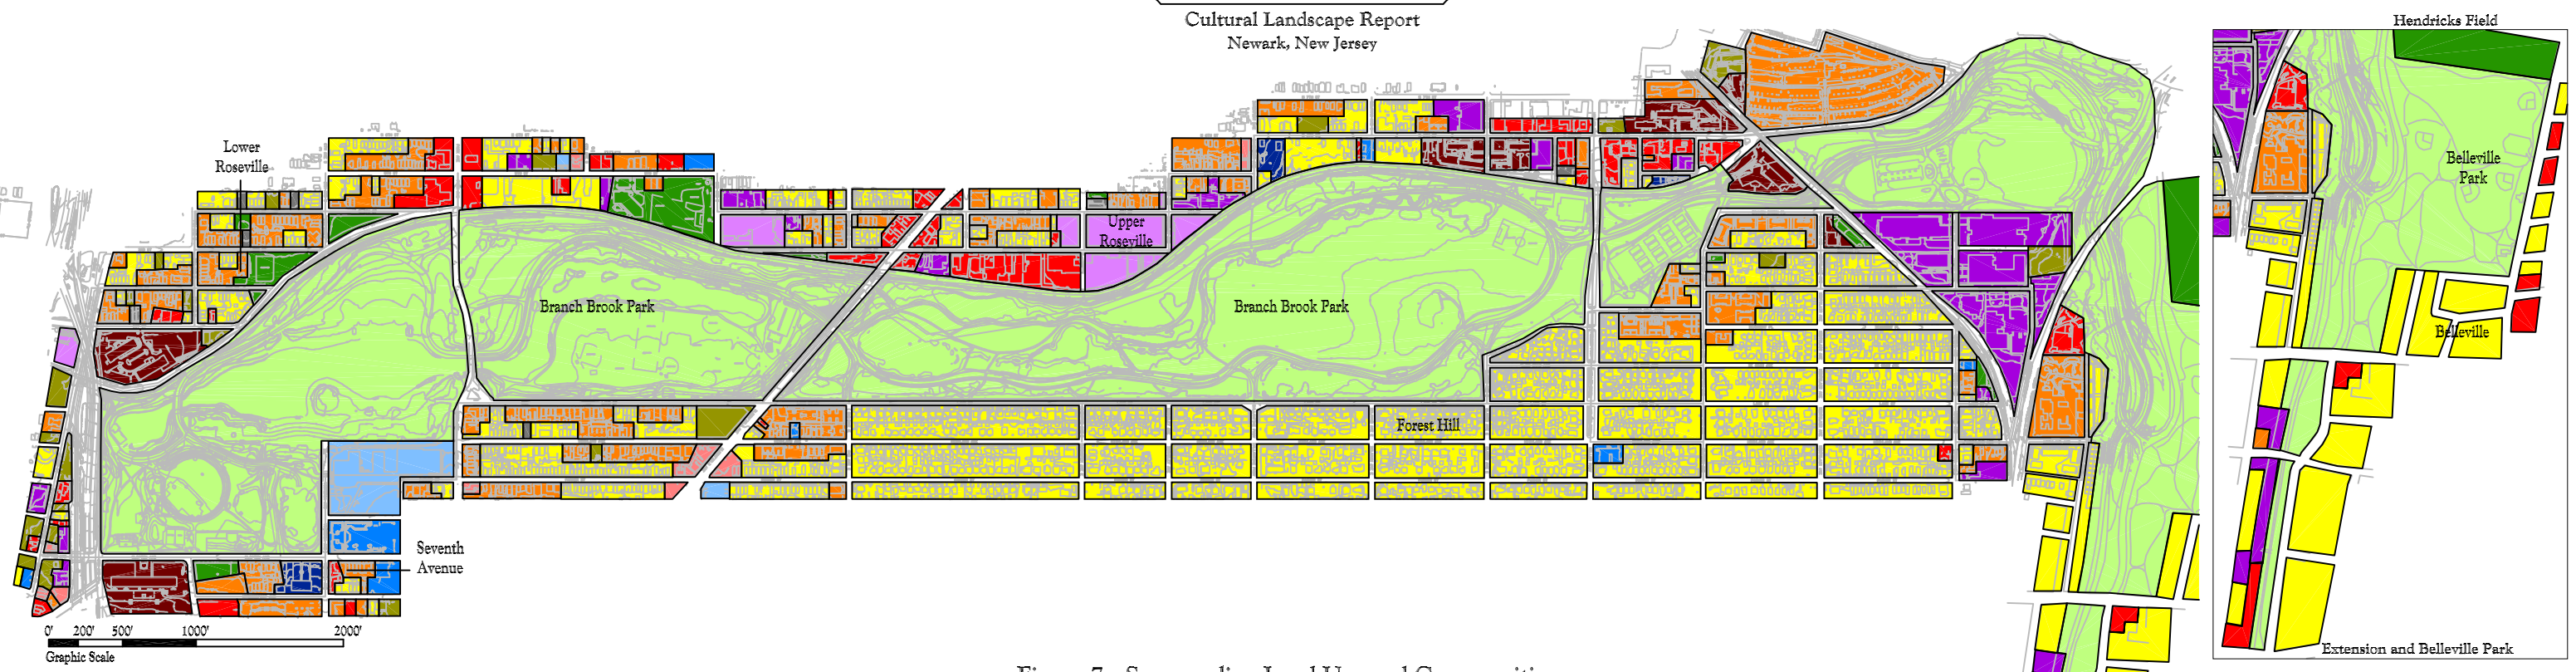 Cultural Landscape Report
Newark, New Jersey
Hendricks Field
Lower
Roseville
Belleville
Park
Upper
Roseville
Branch Brook Park
Branch Brook Park
Belleville
Forest Hill
Seventh
Avenue
0' 200' 500' 1000' 2000'
Graphic Scale
Extension and Belleville Park